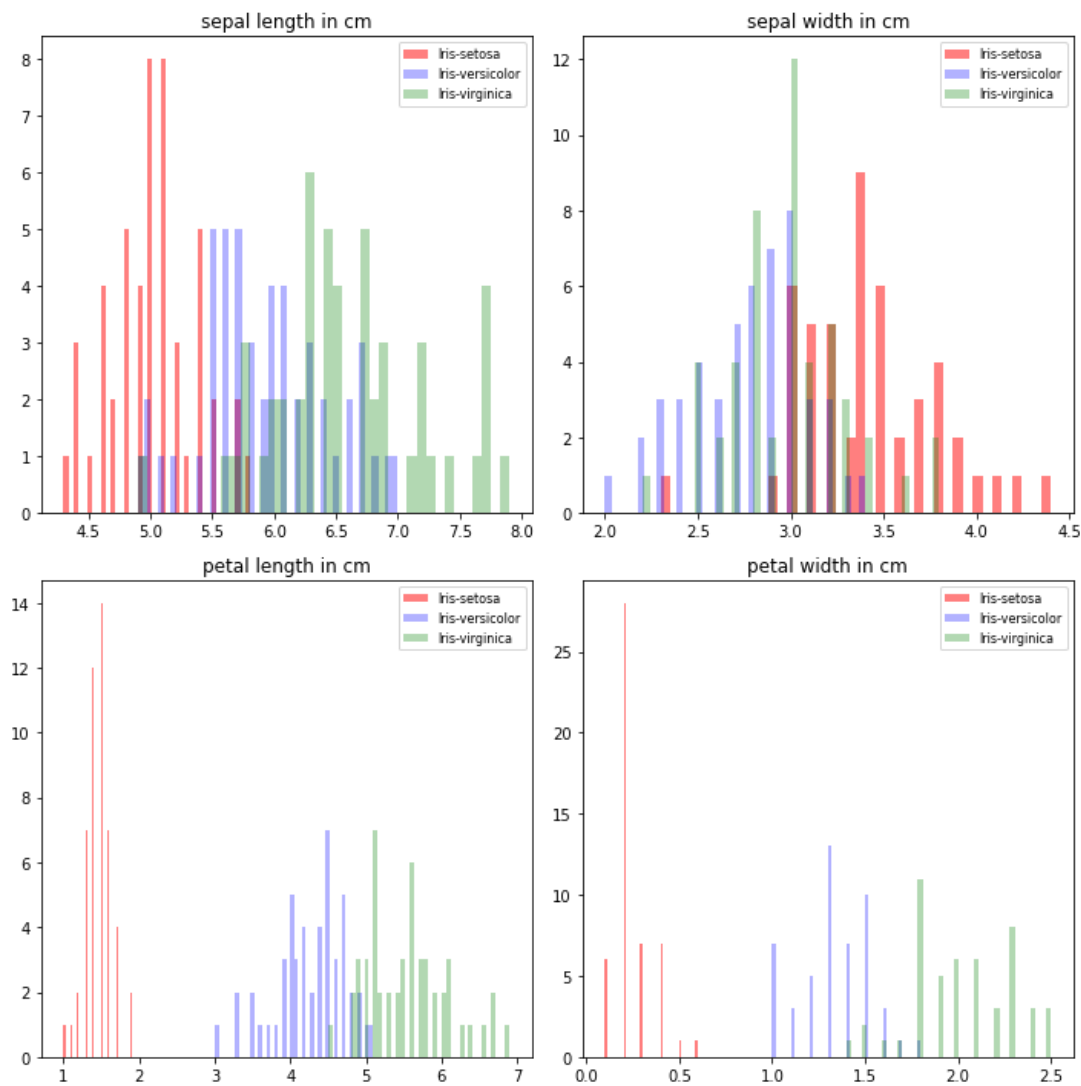 sepal length in cm
Iris-setosa
Iris-versicolor
Iris-virginica
8
7
6
5
4
3
2
1
0
4.5 5.0 5.5 6.0 6.5 7.0 7.5 8.0
sepal width in cm
Iris-setosa
Iris-versicolor
Iris-virginica
12
10
8
6
4
2
0
2.0 2.5 3.0 3.5 4.0 4.5
petal length in cm
Iris-setosa
Iris-versicolor
Iris-virginica
14
12
10
8
6
4
2
0
1 2 3 4 5 6 7
petal width in cm
Iris-setosa
Iris-versicolor
Iris-virginica
25
20
15
10
5
0
0.0 0.5 1.0 1.5 2.0 2.5